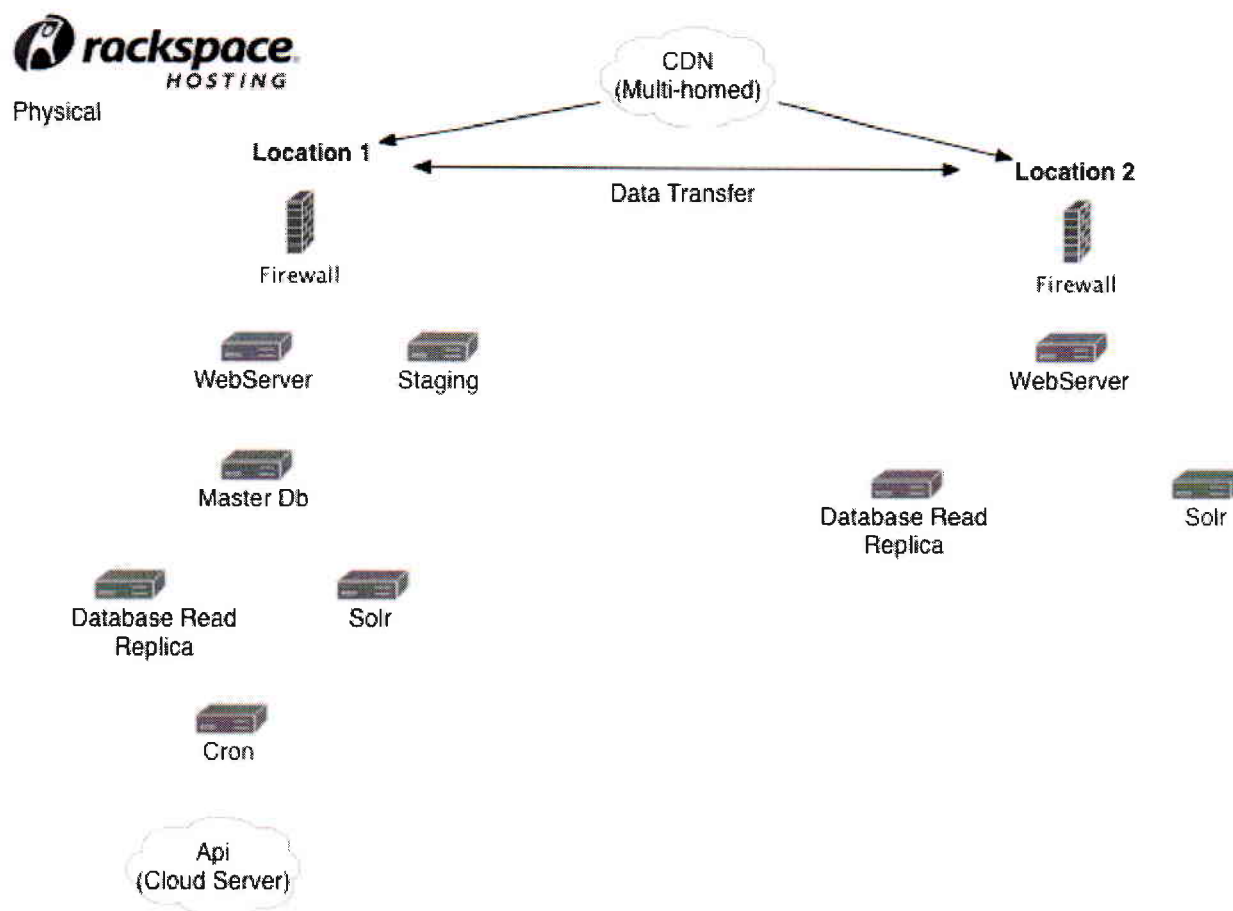 rackspace.
HOSTING
Physical
CDN
(Multi-homed)
Location 1
Data Transfer
Location 2
Firewall
Firewall
WebServer
Staging
WebServer
Master Db
Database Read
Replica
Solr
Database Read
Replica
Solr
Cron
Api
(Cloud Server)